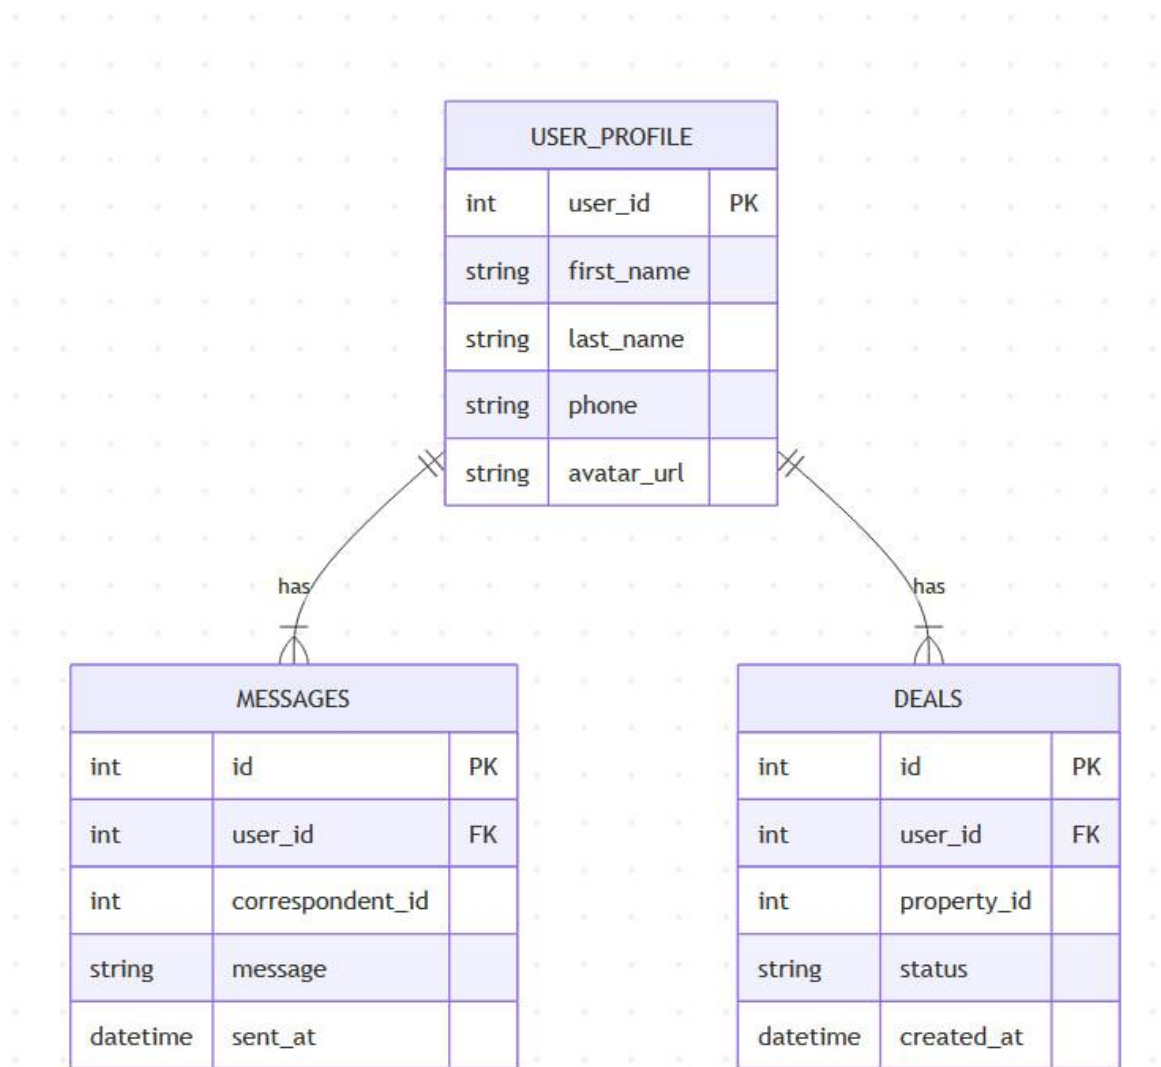 USER_PROFILE
int user_id PK
string first_name
string last_name
string phone
string avatar_url
has
has
MESSAGES
int id PK
int user_id FK
int correspondent_id
string message
datetime sent_at
DEALS
int id PK
int user_id FK
int property_id
string status
datetime created_at